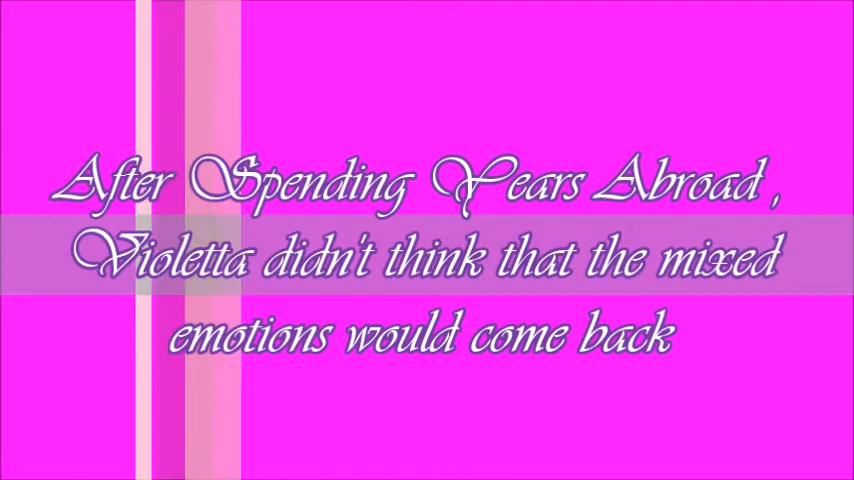 After Spending Years Abroad ,
Violetta didn't think that the mixed
emotions would come back